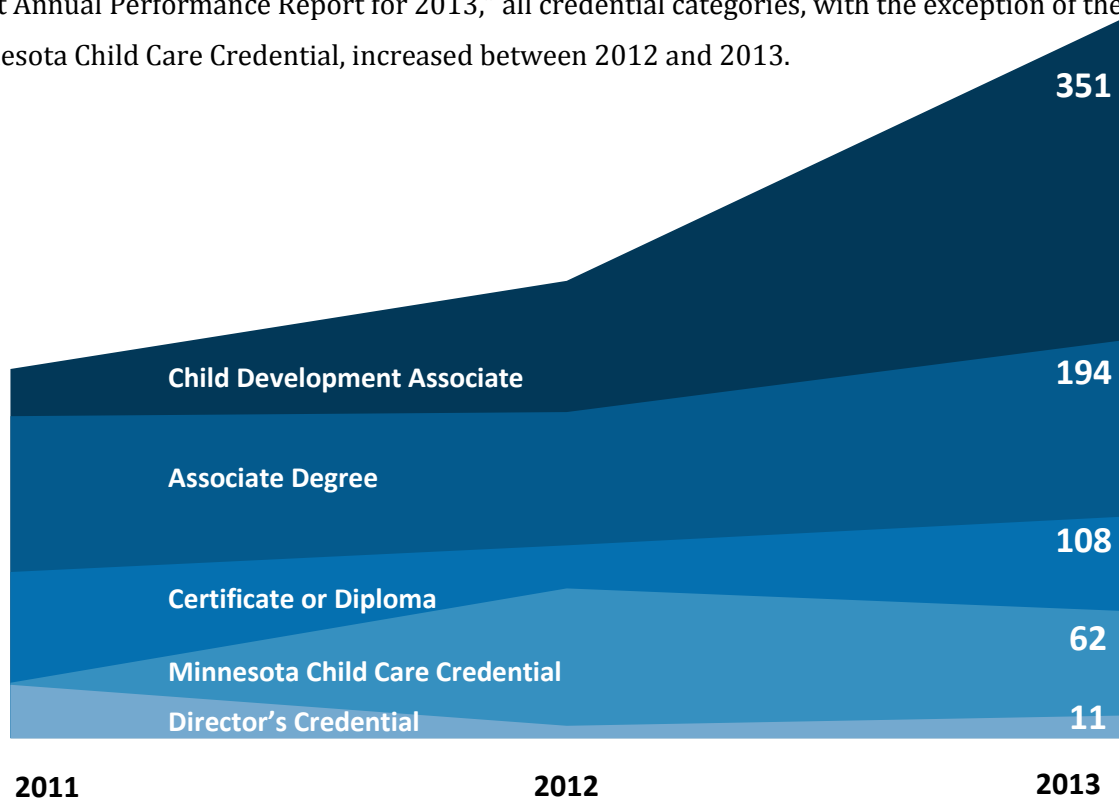 t Annual Performance Report for 2013,” all credential categories, with the exception of the
esota Child Care Credential, increased between 2012 and 2013.
351
Child Development Associate
194
Associate Degree
108
Certificate or Diploma
62
Minnesota Child Care Credential
Director’s Credential
11
2011 2012 2013